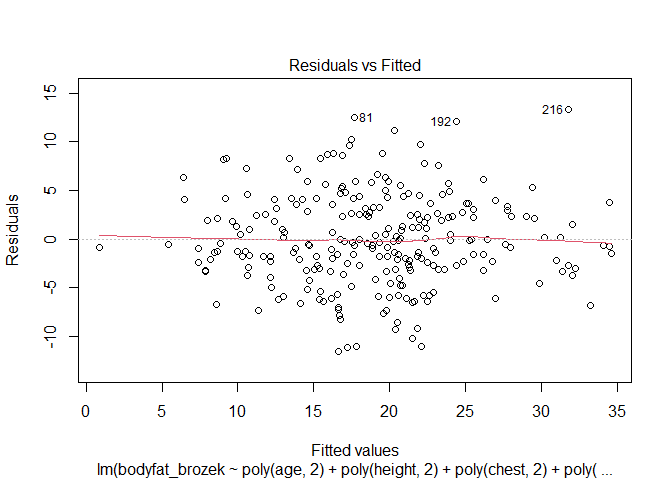 Residuals vs Fitted
Residuals
15
10
5
0
-5
-10
81
192
216
0 5 10 15 20 25 30 35
Fitted values
lm(bodyfat_brozek ~ poly(age, 2) + poly(height, 2) + poly(chest, 2) + poly( ...